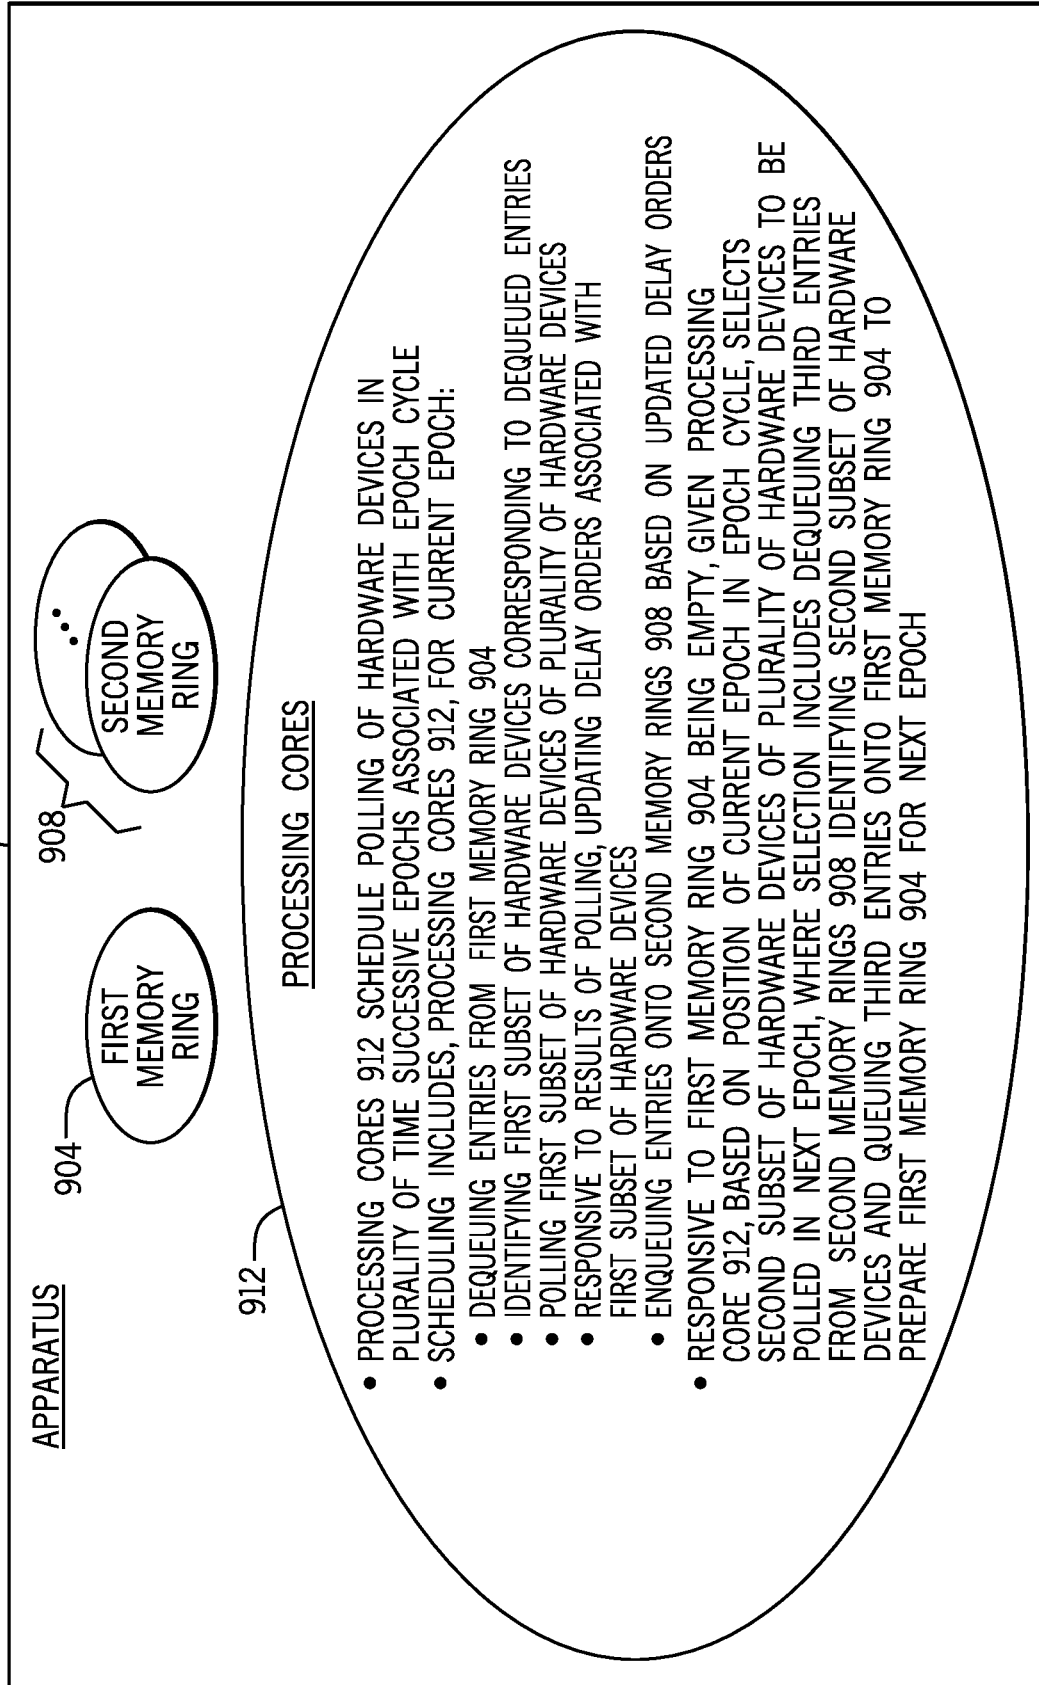 APPARATUS
904
FIRST
MEMORY
RING
908
SECOND
MEMORY
RING
912
PROCESSING CORES
• PROCESSING CORES 912 SCHEDULE POLLING OF HARDWARE DEVICES IN
PLURALITY OF TIME SUCCESSIVE EPOCHS ASSOCIATED WITH EPOCH CYCLE
• SCHEDULING INCLUDES, PROCESSING CORES 912, FOR CURRENT EPOCH:
• DEQUEUING ENTRIES FROM FIRST MEMORY RING 904
• IDENTIFYING FIRST SUBSET OF HARDWARE DEVICES CORRESPONDING TO DEQUEUED ENTRIES
• POLLING FIRST SUBSET OF HARDWARE DEVICES OF PLURALITY OF HARDWARE DEVICES
• RESPONSIVE TO RESULTS OF POLLING, UPDATING DELAY ORDERS ASSOCIATED WITH
FIRST SUBSET OF HARDWARE DEVICES
• ENQUEUING ENTRIES ONTO SECOND MEMORY RINGS 908 BASED ON UPDATED DELAY ORDERS
• RESPONSIVE TO FIRST MEMORY RING 904 BEING EMPTY, GIVEN PROCESSING
CORE 912, BASED ON POSITION OF CURRENT EPOCH IN EPOCH CYCLE, SELECTS
SECOND SUBSET OF HARDWARE DEVICES OF PLURALITY OF HARDWARE DEVICES TO BE
POLLED IN NEXT EPOCH, WHERE SELECTION INCLUDES DEQUEUING THIRD ENTRIES
FROM SECOND MEMORY RINGS 908 IDENTIFYING SECOND SUBSET OF HARDWARE
DEVICES AND QUEUING THIRD ENTRIES ONTO FIRST MEMORY RING 904 TO
PREPARE FIRST MEMORY RING 904 FOR NEXT EPOCH